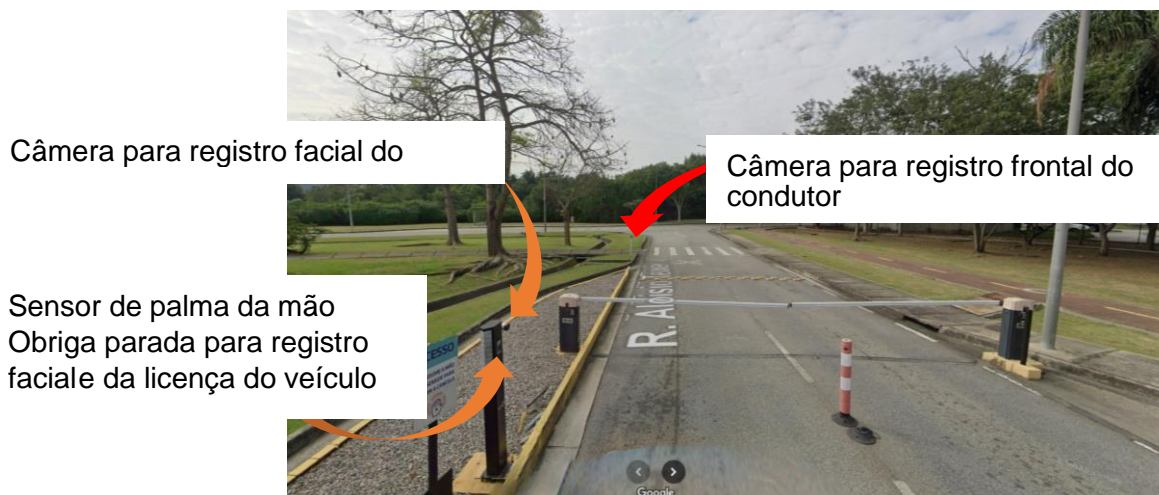 Câmera para registro facial do
Câmera para registro frontal do
condutor
Sensor de palma da mão
Obriga parada para registro
faciale da licença do veículo
R. Aloísio
Google